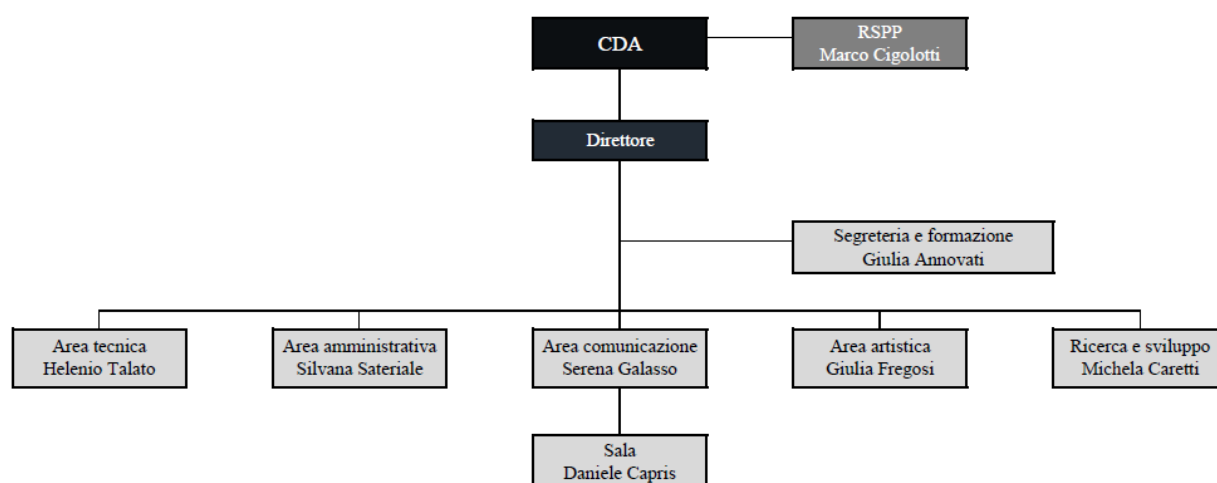 CDA
RSPP
Marco Cigolotti
Direttore
Segreteria e formazione
Giulia Annovati
Area tecnica
Helenio Talato
Area amministrativa
Silvana Sateriale
Area comunicazione
Serena Galasso
Area artistica
Giulia Fregosi
Ricerca e sviluppo
Michela Caretti
Sala
Daniele Capris